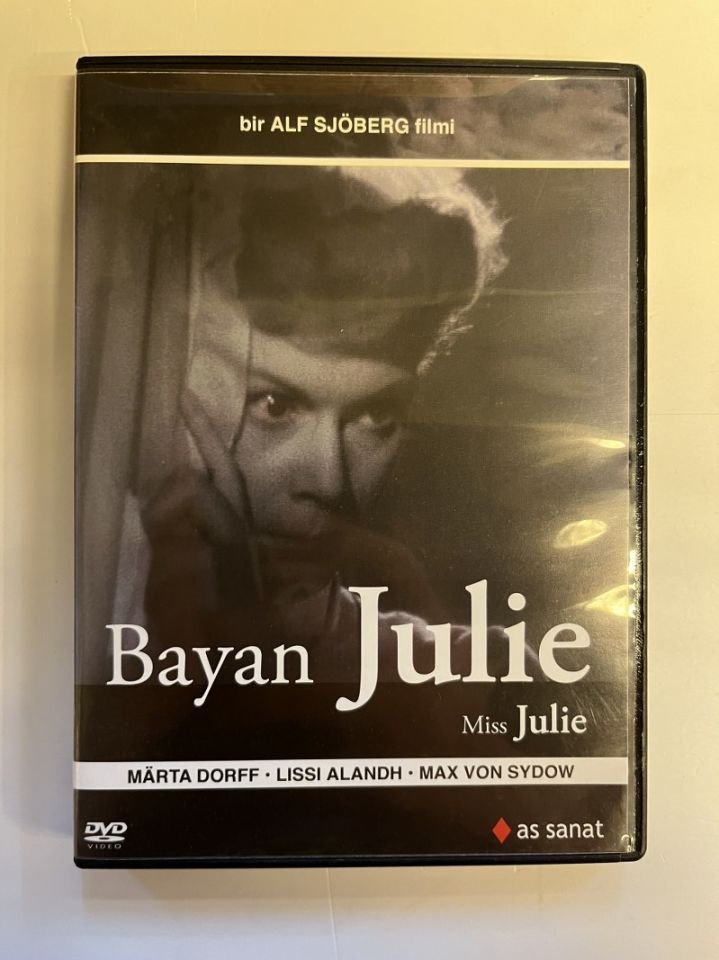 bir ALF SJÖBERG filmi
Bayan Julie
Miss Julie
MÄRTA DORFF · LISSI ALANDH · MAX VON SYDOW
DVD
VIDEO
as sanat